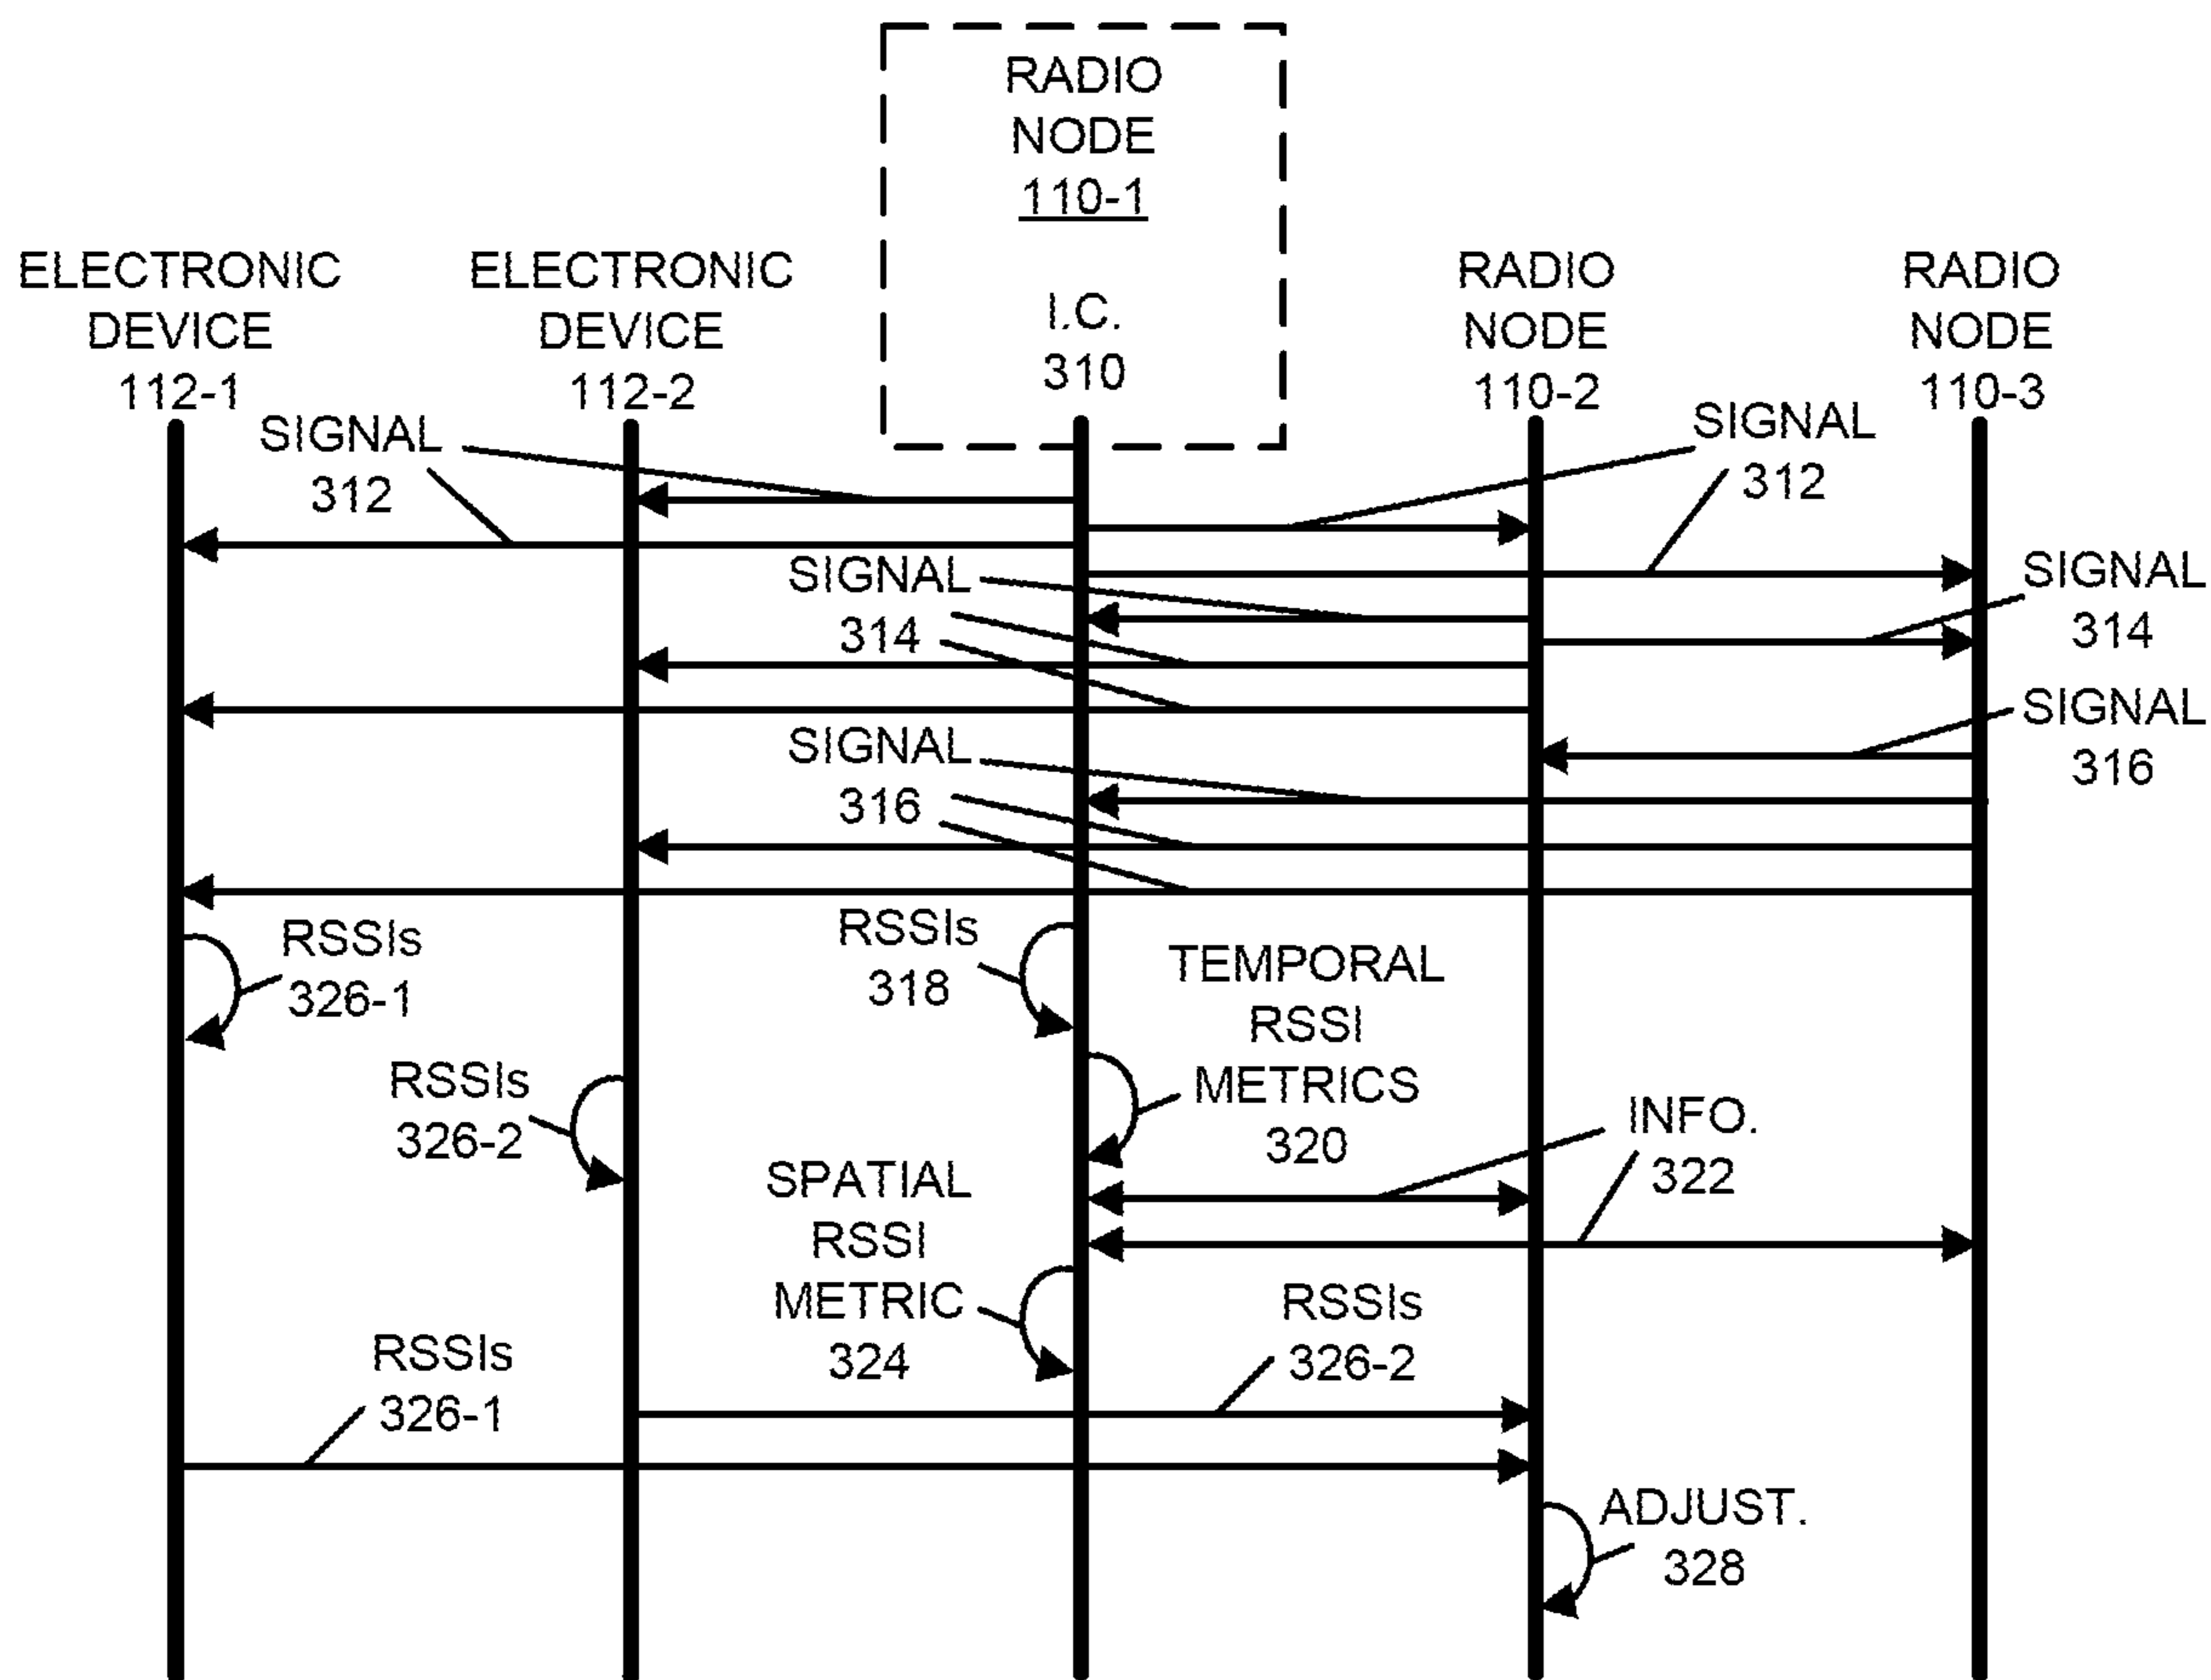 RADIO
NODE
110-1
I.C.
310
ELECTRONIC
DEVICE
112-1
ELECTRONIC
DEVICE
112-2
RADIO
NODE
110-2
RADIO
NODE
110-3
SIGNAL
312
SIGNAL
312
SIGNAL
314
SIGNAL
314
SIGNAL
316
SIGNAL
316
RSSIs
326-1
RSSIs
318
TEMPORAL
RSSI
METRICS
320
RSSIs
326-2
INFO.
322
SPATIAL
RSSI
METRIC
324
RSSIs
326-2
RSSIs
326-1
ADJUST.
328